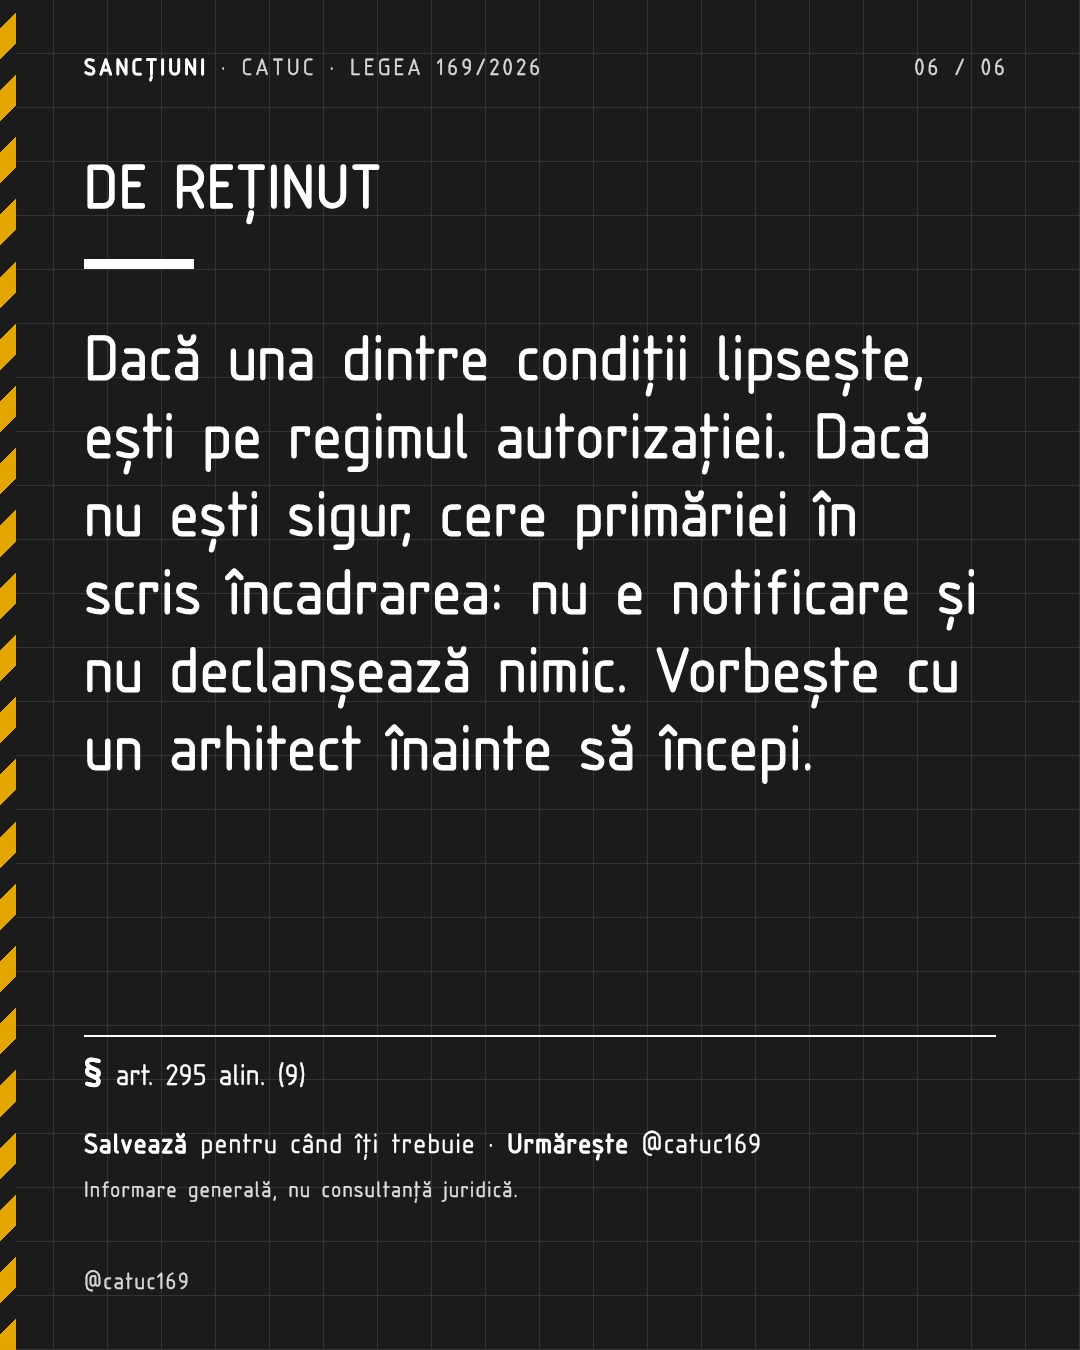 SANCȚIUNI · CATUC · LEGEA 169/2026
06 / 06
DE REȚINUT
Dacă una dintre condiții lipsește,
ești pe regimul autorizației. Dacă
nu ești sigur, cere primăriei în
scris încadrarea: nu e notificare și
nu declanșează nimic. Vorbește cu
un arhitect înainte să începi.
§ art. 295 alin. (9)
Salvează pentru când îți trebuie · Urmărește @catuc169
Informare generală, nu consultanță juridică.
@catuc169